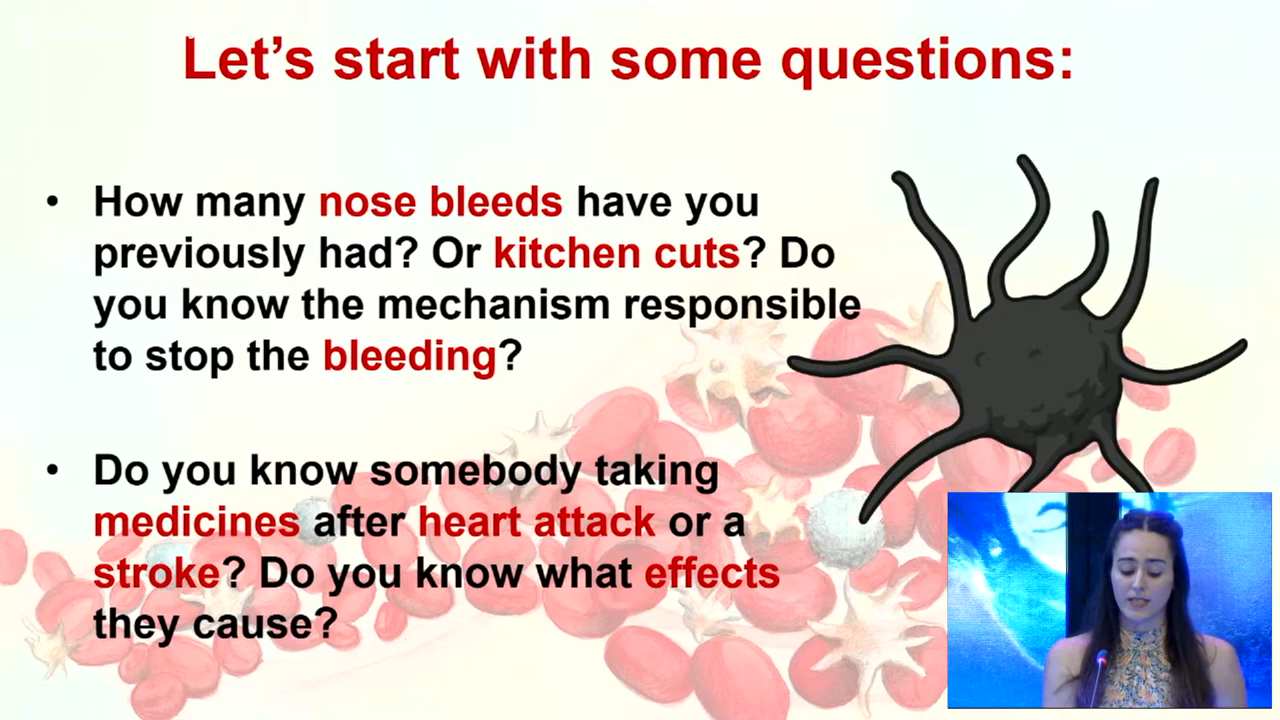 Let's start with some questions:
• How many nose bleeds have you
previously had? Or kitchen cuts? Do
you know the mechanism responsible
to stop the bleeding?
• Do you know somebody taking
medicines after heart attack or a
stroke? Do you know what effects
they cause?